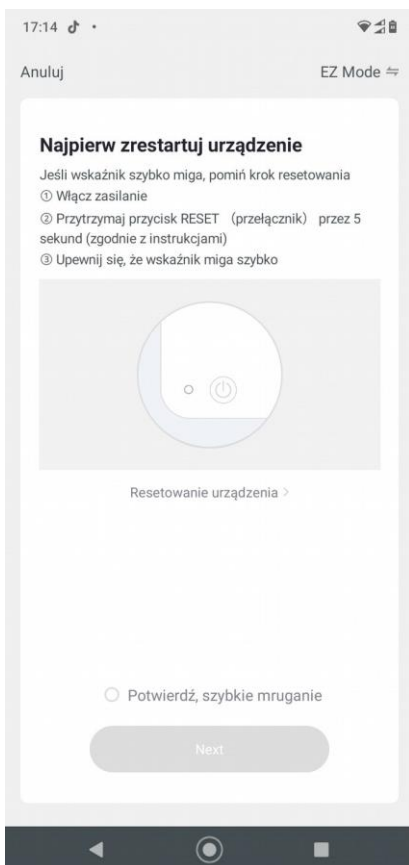 17:14
Anuluj
EZ Mode ⇋
Najpierw zrestartuj urządzenie
Jeśli wskaźnik szybko miga, pomiń krok resetowania
① Włącz zasilanie
② Przytrzymaj przycisk RESET （przełącznik） przez 5
sekund (zgodnie z instrukcjami)
③ Upewnij się, że wskaźnik miga szybko
Resetowanie urządzenia >
Potwierdź, szybkie mruganie
Next